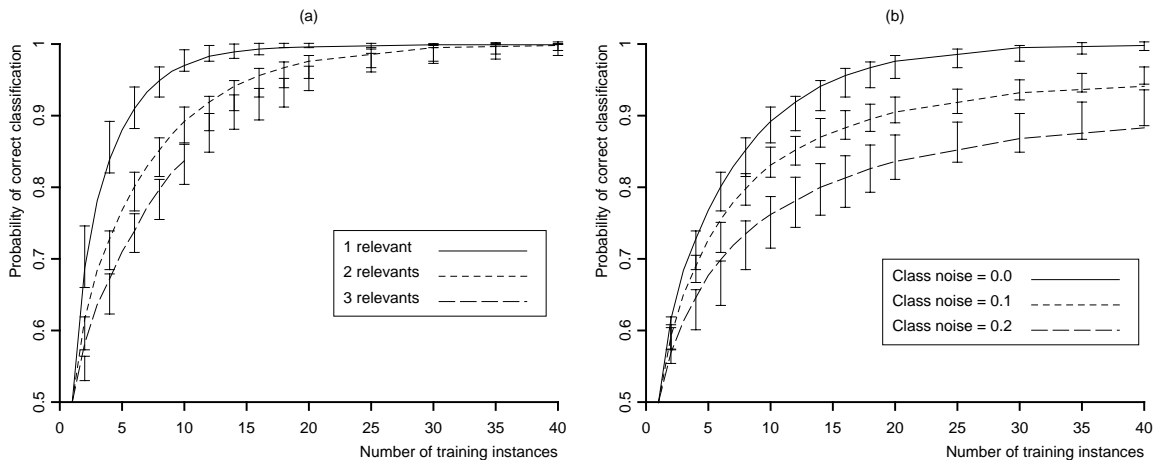 (a)
Probability of correct classification
1
0.9
0.8
0.7
0.6
0.5
0 5 10 15 20 25 30 35 40
Number of training instances
1 relevant
2 relevants
3 relevants
(b)
Probability of correct classification
1
0.9
0.8
0.7
0.6
0.5
0 5 10 15 20 25 30 35 40
Number of training instances
Class noise = 0.0
Class noise = 0.1
Class noise = 0.2